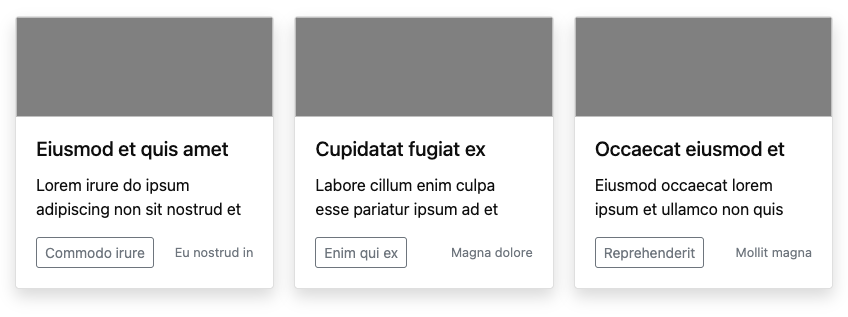 Eiusmod et quis amet
Lorem irure do ipsum
adipiscing non sit nostrud et
Commodo irure
Eu nostrud in
Cupidatat fugiat ex
Labore cillum enim culpa
esse pariatur ipsum ad et
Enim qui ex
Magna dolore
Occaecat eiusmod et
Eiusmod occaecat lorem
ipsum et ullamco non quis
Reprehenderit
Mollit magna